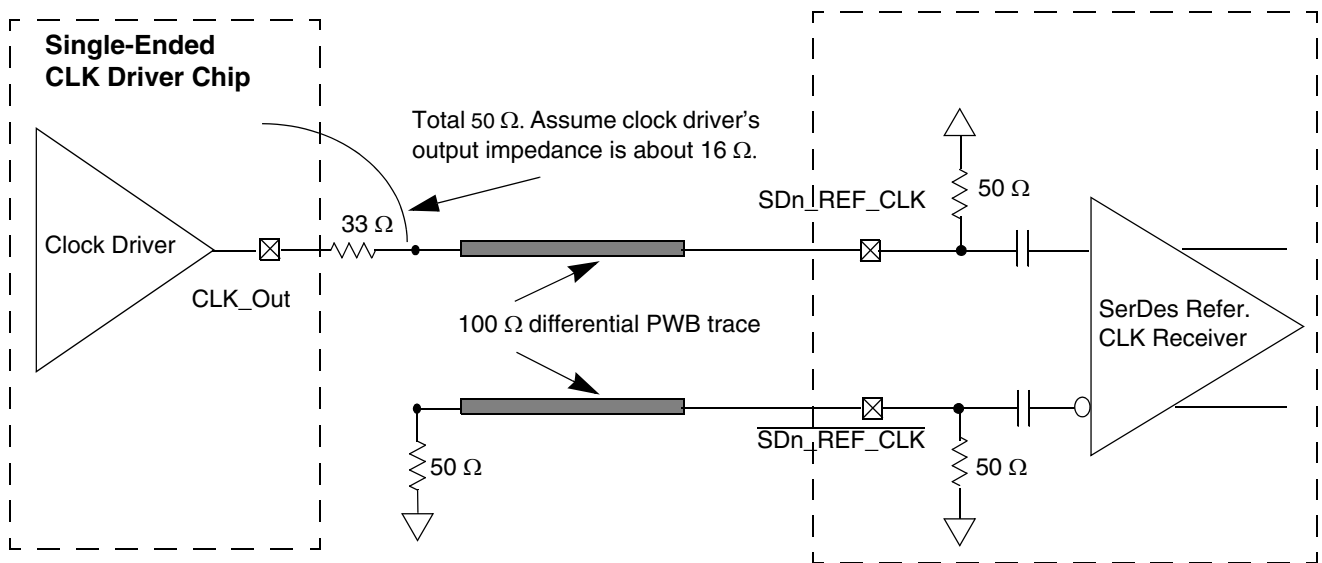 Single-Ended
CLK Driver Chip
Total 50 Ω. Assume clock driver's
output impedance is about 16 Ω.
SDn_REF_CLK
50 Ω
33 Ω
Clock Driver
CLK_Out
100 Ω differential PWB trace
SerDes Refer.
CLK Receiver
SDn_REF_CLK
50 Ω
50 Ω